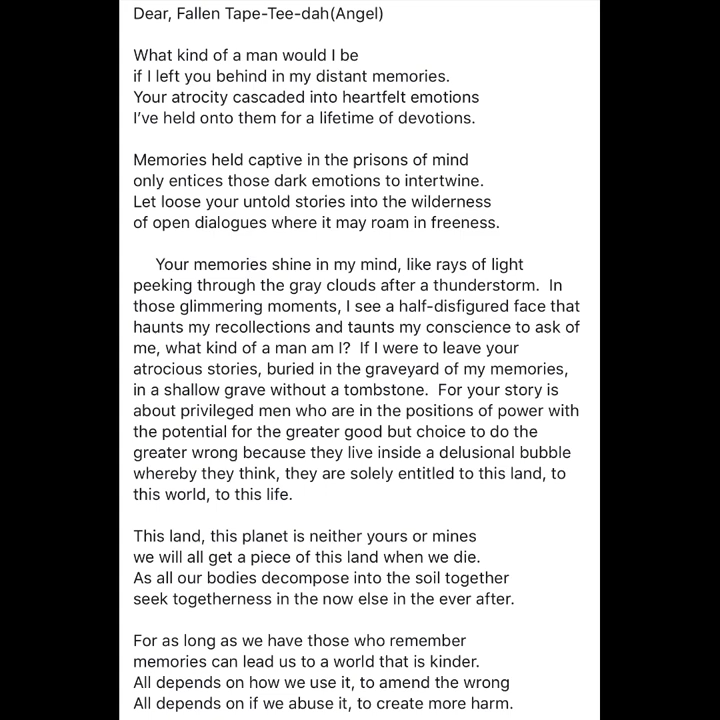 Dear, Fallen Tape-Tee-dah(Angel)
What kind of a man would I be
if I left you behind in my distant memories.
Your atrocity cascaded into heartfelt emotions
I’ve held onto them for a lifetime of devotions.
Memories held captive in the prisons of mind
only entices those dark emotions to intertwine.
Let loose your untold stories into the wilderness
of open dialogues where it may roam in freeness.
Your memories shine in my mind, like rays of light
peeking through the gray clouds after a thunderstorm.  In
those glimmering moments, I see a half-disfigured face that
haunts my recollections and taunts my conscience to ask of
me, what kind of a man am I?  If I were to leave your
atrocious stories, buried in the graveyard of my memories,
in a shallow grave without a tombstone.  For your story is
about privileged men who are in the positions of power with
the potential for the greater good but choice to do the
greater wrong because they live inside a delusional bubble
whereby they think, they are solely entitled to this land, to
this world, to this life.
This land, this planet is neither yours or mines
we will all get a piece of this land when we die.
As all our bodies decompose into the soil together
seek togetherness in the now else in the ever after.
For as long as we have those who remember
memories can lead us to a world that is kinder.
All depends on how we use it, to amend the wrong
All depends on if we abuse it, to create more harm.